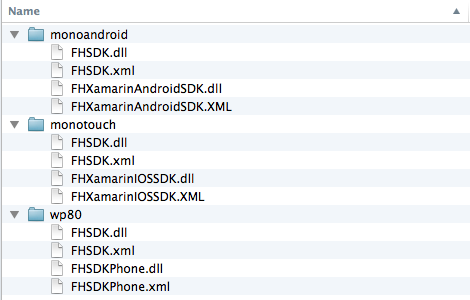 Name
monoandroid
FHSDK.dll
FHSDK.xml
FHXamarinAndroidSDK.dll
FHXamarinAndroidSDK.XML
monotouch
FHSDK.dll
FHSDK.xml
FHXamarinIOSSDK.dll
FHXamarinIOSSDK.XML
wp80
FHSDK.dll
FHSDK.xml
FHSDKPhone.dll
FHSDKPhone.xml